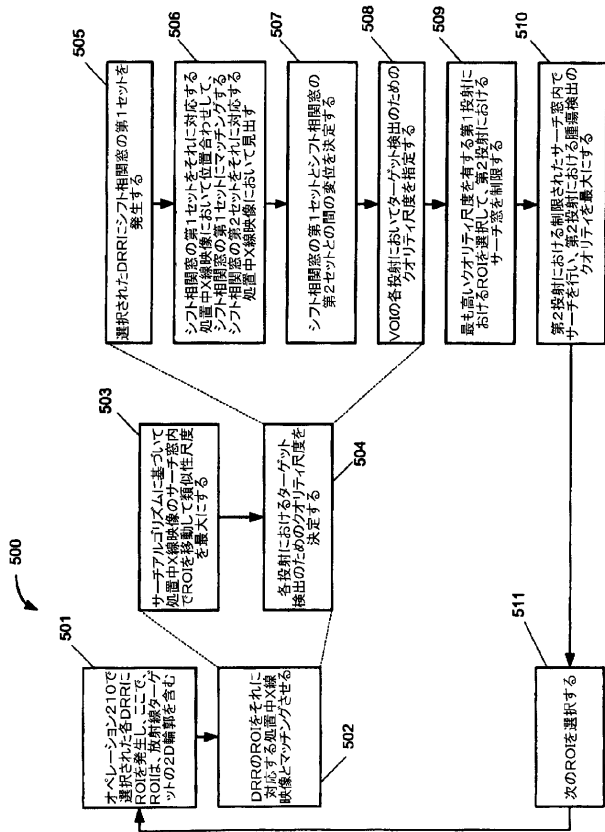 500
501
オペレーション210で
選択された各DRRに
ROIを発生し、ここで、
ROIは、放射線ターゲ
ットの2D輪郭を含む
DRRのROIをそれに
対応する処置中X線
映像とマッチングさせる
502
503
サーチアルゴリズムに基づいて
処置中X線映像のサーチ窓内
でROIを移動して類似性尺度
を最大にする
各投射におけるターゲット
検出のためのクオリティ尺度を
決定する
504
505
選択されたDRRにシフト相関窓の第1セットを
発生する
506
シフト相関窓の第1セットをそれに対応する
処置中X線映像において位置合わせして、
シフト相関窓の第1セットにマッチングする
シフト相関窓の第2セットをそれに対応する
処置中X線映像において見出す
507
シフト相関窓の第1セットとシフト相関窓の
第2セットとの間の変位を決定する
508
VOIの各投射においてターゲット検出のための
クオリティ尺度を指定する
509
最も高いクオリティ尺度を有する第1投射に
おけるROIを選択して、第2投射における
サーチ窓を制限する
510
第2投射における制限されたサーチ窓内で
サーチを行い、第2投射における腫瘍検出の
クオリティを最大にする
511
次のROIを選択する